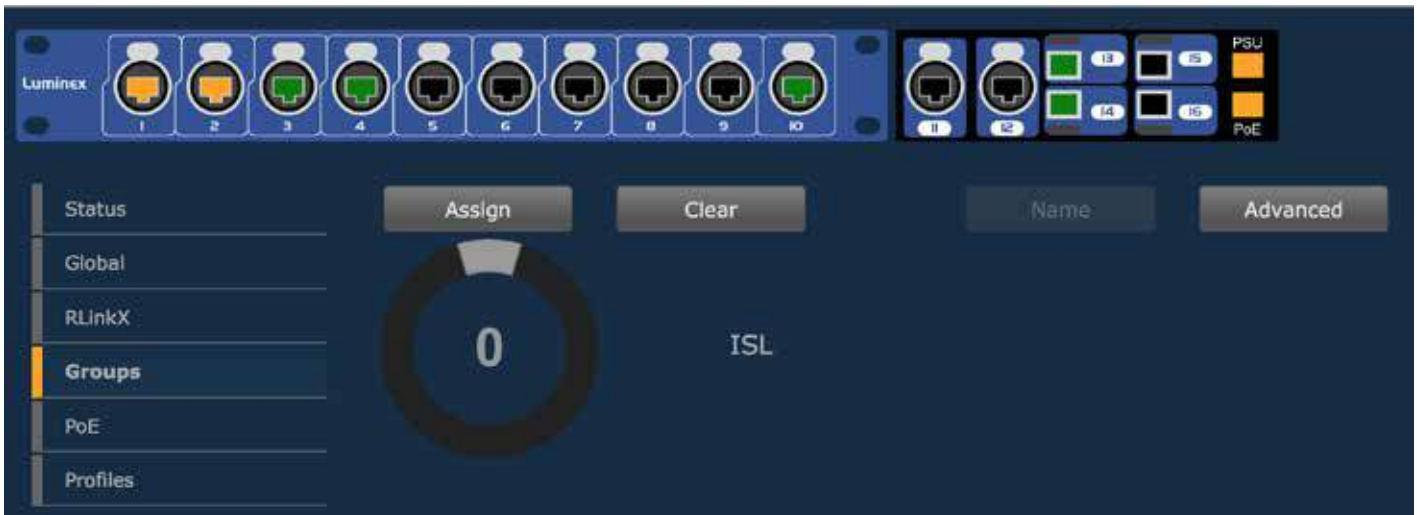 Luminex
1 2 3 4 5 6 7 8 9 10
11 12 13 14 15 16
PSU
PoE
Assign Clear Name Advanced
Status
Global
RLinkX
Groups
PoE
Profiles
0
ISL